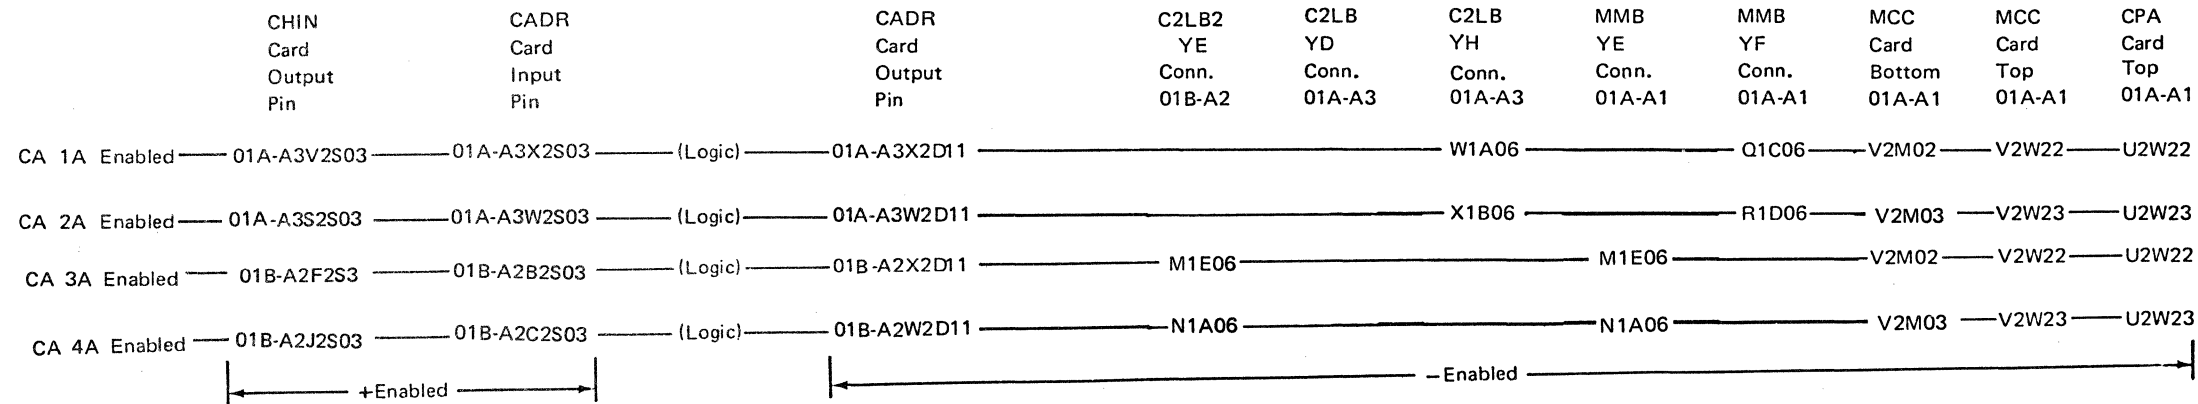 CHIN CADR CADR C2LB2 C2LB C2LB MMB MMB MCC MCC CPA
Card Card Card YE YD YH YE YF Card Card Card
Output Input Output Conn. Conn. Conn. Conn. Conn. Bottom Top Top
Pin Pin Pin 01B-A2 01A-A3 01A-A3 01A-A1 01A-A1 01A-A1 01A-A1 01A-A1
CA 1A Enabled 01A-A3V2S03 01A-A3X2S03 (Logic) 01A-A3X2D11 W1A06 Q1C06 V2M02 V2W22 U2W22
CA 2A Enabled 01A-A3S2S03 01A-A3W2S03 (Logic) 01A-A3W2D11 X1B06 R1D06 V2M03 V2W23 U2W23
CA 3A Enabled 01B-A2F2S3 01B-A2B2S03 (Logic) 01B-A2X2D11 M1E06 M1E06 V2M02 V2W22 U2W22
CA 4A Enabled 01B-A2J2S03 01B-A2C2S03 (Logic) 01B-A2W2D11 N1A06 N1A06 V2M03 V2W23 U2W23
+Enabled –Enabled